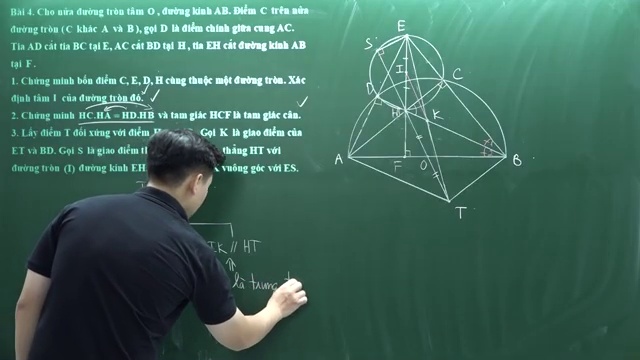 Bài 4. Cho nửa đường tròn tâm O , đường kính AB. Điểm C trên nửa
đường tròn (C khác A và B), gọi D là điểm chính giữa cung AC.
Tia AD cắt tia BC tại E, AC cắt BD tại H , tia EH cắt đường kính AB
tại F .
1. Chứng minh bốn điểm C, E, D, H cùng thuộc một đường tròn. Xác
định tâm I của đường tròn đó.
2. Chứng minh HC.HA = HD.HB và tam giác HCF là tam giác cân.
3. Lấy điểm T đối xứng với điểm Gọi K là giao điểm của
ET và BD. Gọi S là giao điểm thẳng HT với
đường tròn (I) đường kính EH vuông góc với ES.
IK // HT
là trung
E
S
I
C
D
H
K
A
F
O
B
T